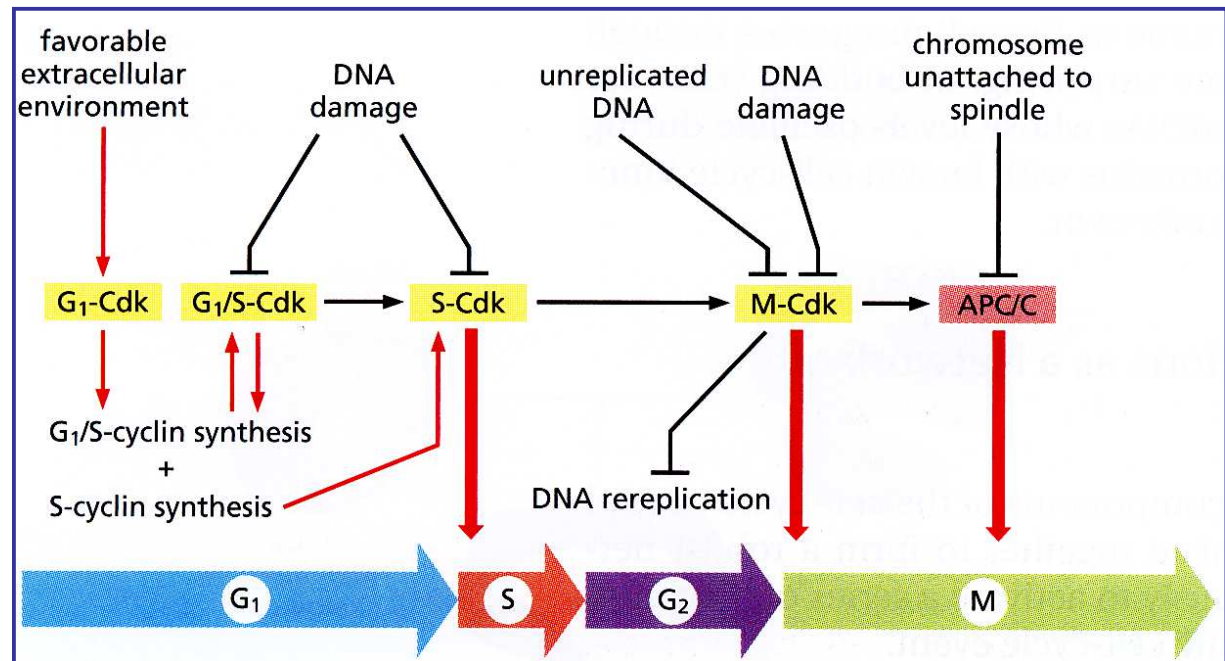 favorable
extracellular
environment
DNA
damage
unreplicated
DNA
DNA
damage
chromosome
unattached to
spindle
G₁-Cdk
G₁/S-Cdk
S-Cdk
M-Cdk
APC/C
G₁/S-cyclin synthesis
+
S-cyclin synthesis
DNA rereplication
G₁
S
G₂
M